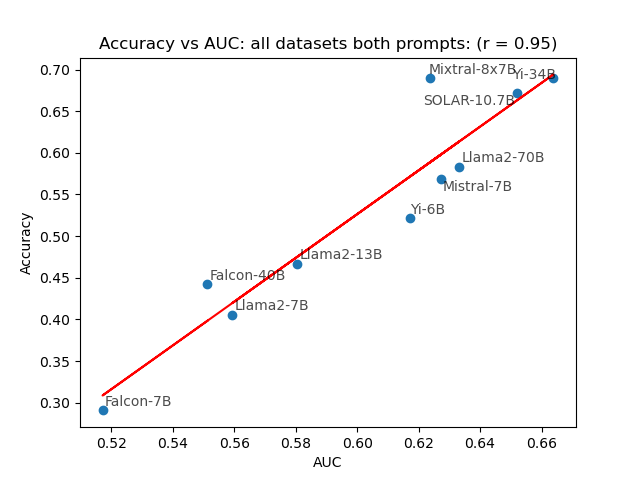 Accuracy vs AUC: all datasets both prompts: (r = 0.95)
Accuracy
0.70
0.65
0.60
0.55
0.50
0.45
0.40
0.35
0.30
Mixtral-8x7B
Yi-34B
SOLAR-10.7B
Llama2-70B
Mistral-7B
Yi-6B
Llama2-13B
Falcon-40B
Llama2-7B
Falcon-7B
0.52 0.54 0.56 0.58 0.60 0.62 0.64 0.66
AUC